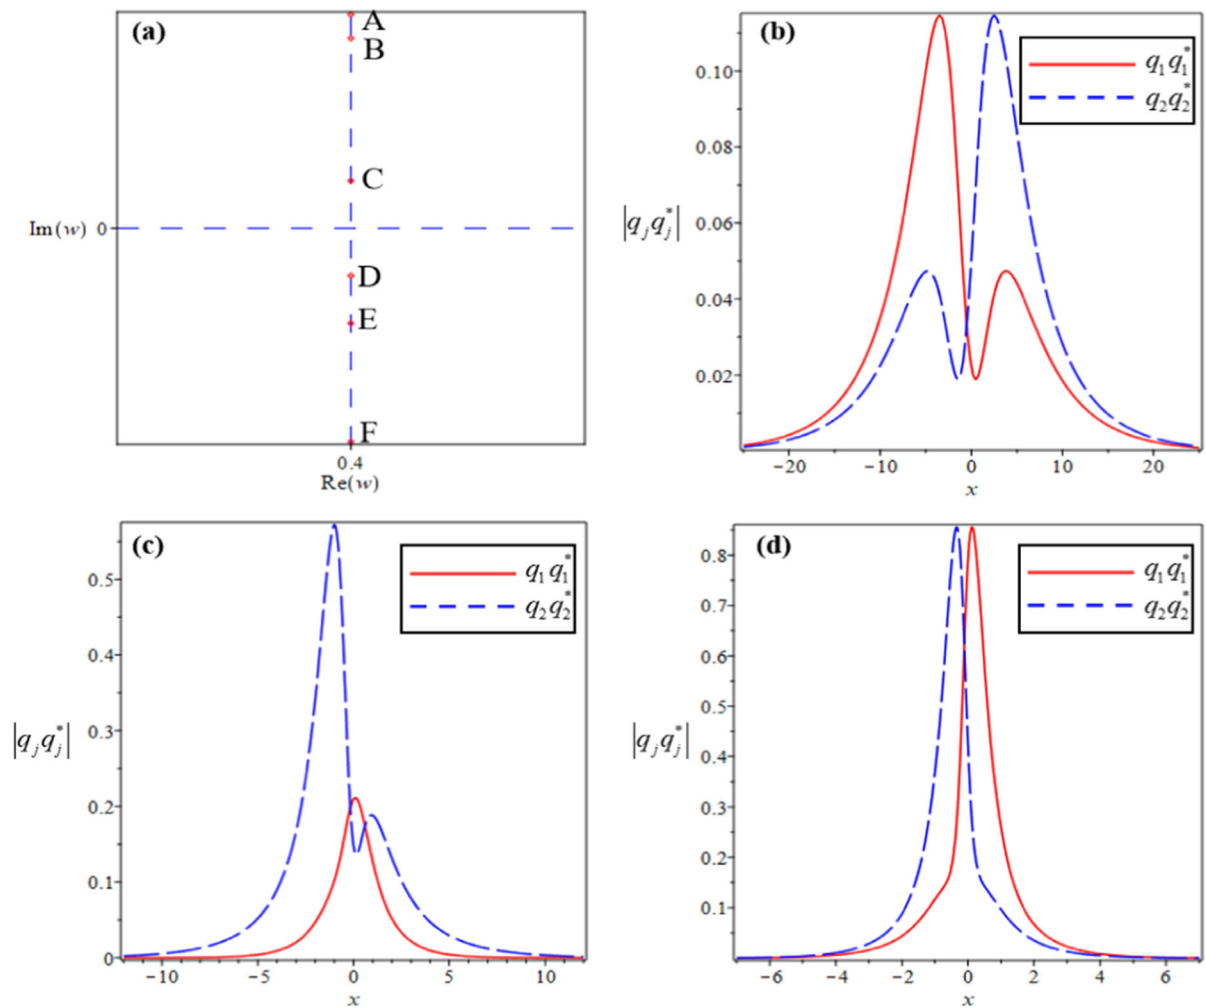 (a)
A
B
C
Im(w) 0
D
E
F
0.4
Re(w)
(b)
q₁q₁*
q₂q₂*
0.10
0.08
|qⱼqⱼ*|
0.06
0.04
0.02
−20 −10 0 10 20
x
(c)
q₁q₁*
q₂q₂*
0.5
0.4
|qⱼqⱼ*|
0.3
0.2
0.1
0
−10 −5 0 5 10
x
(d)
q₁q₁*
q₂q₂*
0.8
0.7
0.6
0.5
|qⱼqⱼ*|
0.4
0.3
0.2
0.1
−6 −4 −2 0 2 4 6
x